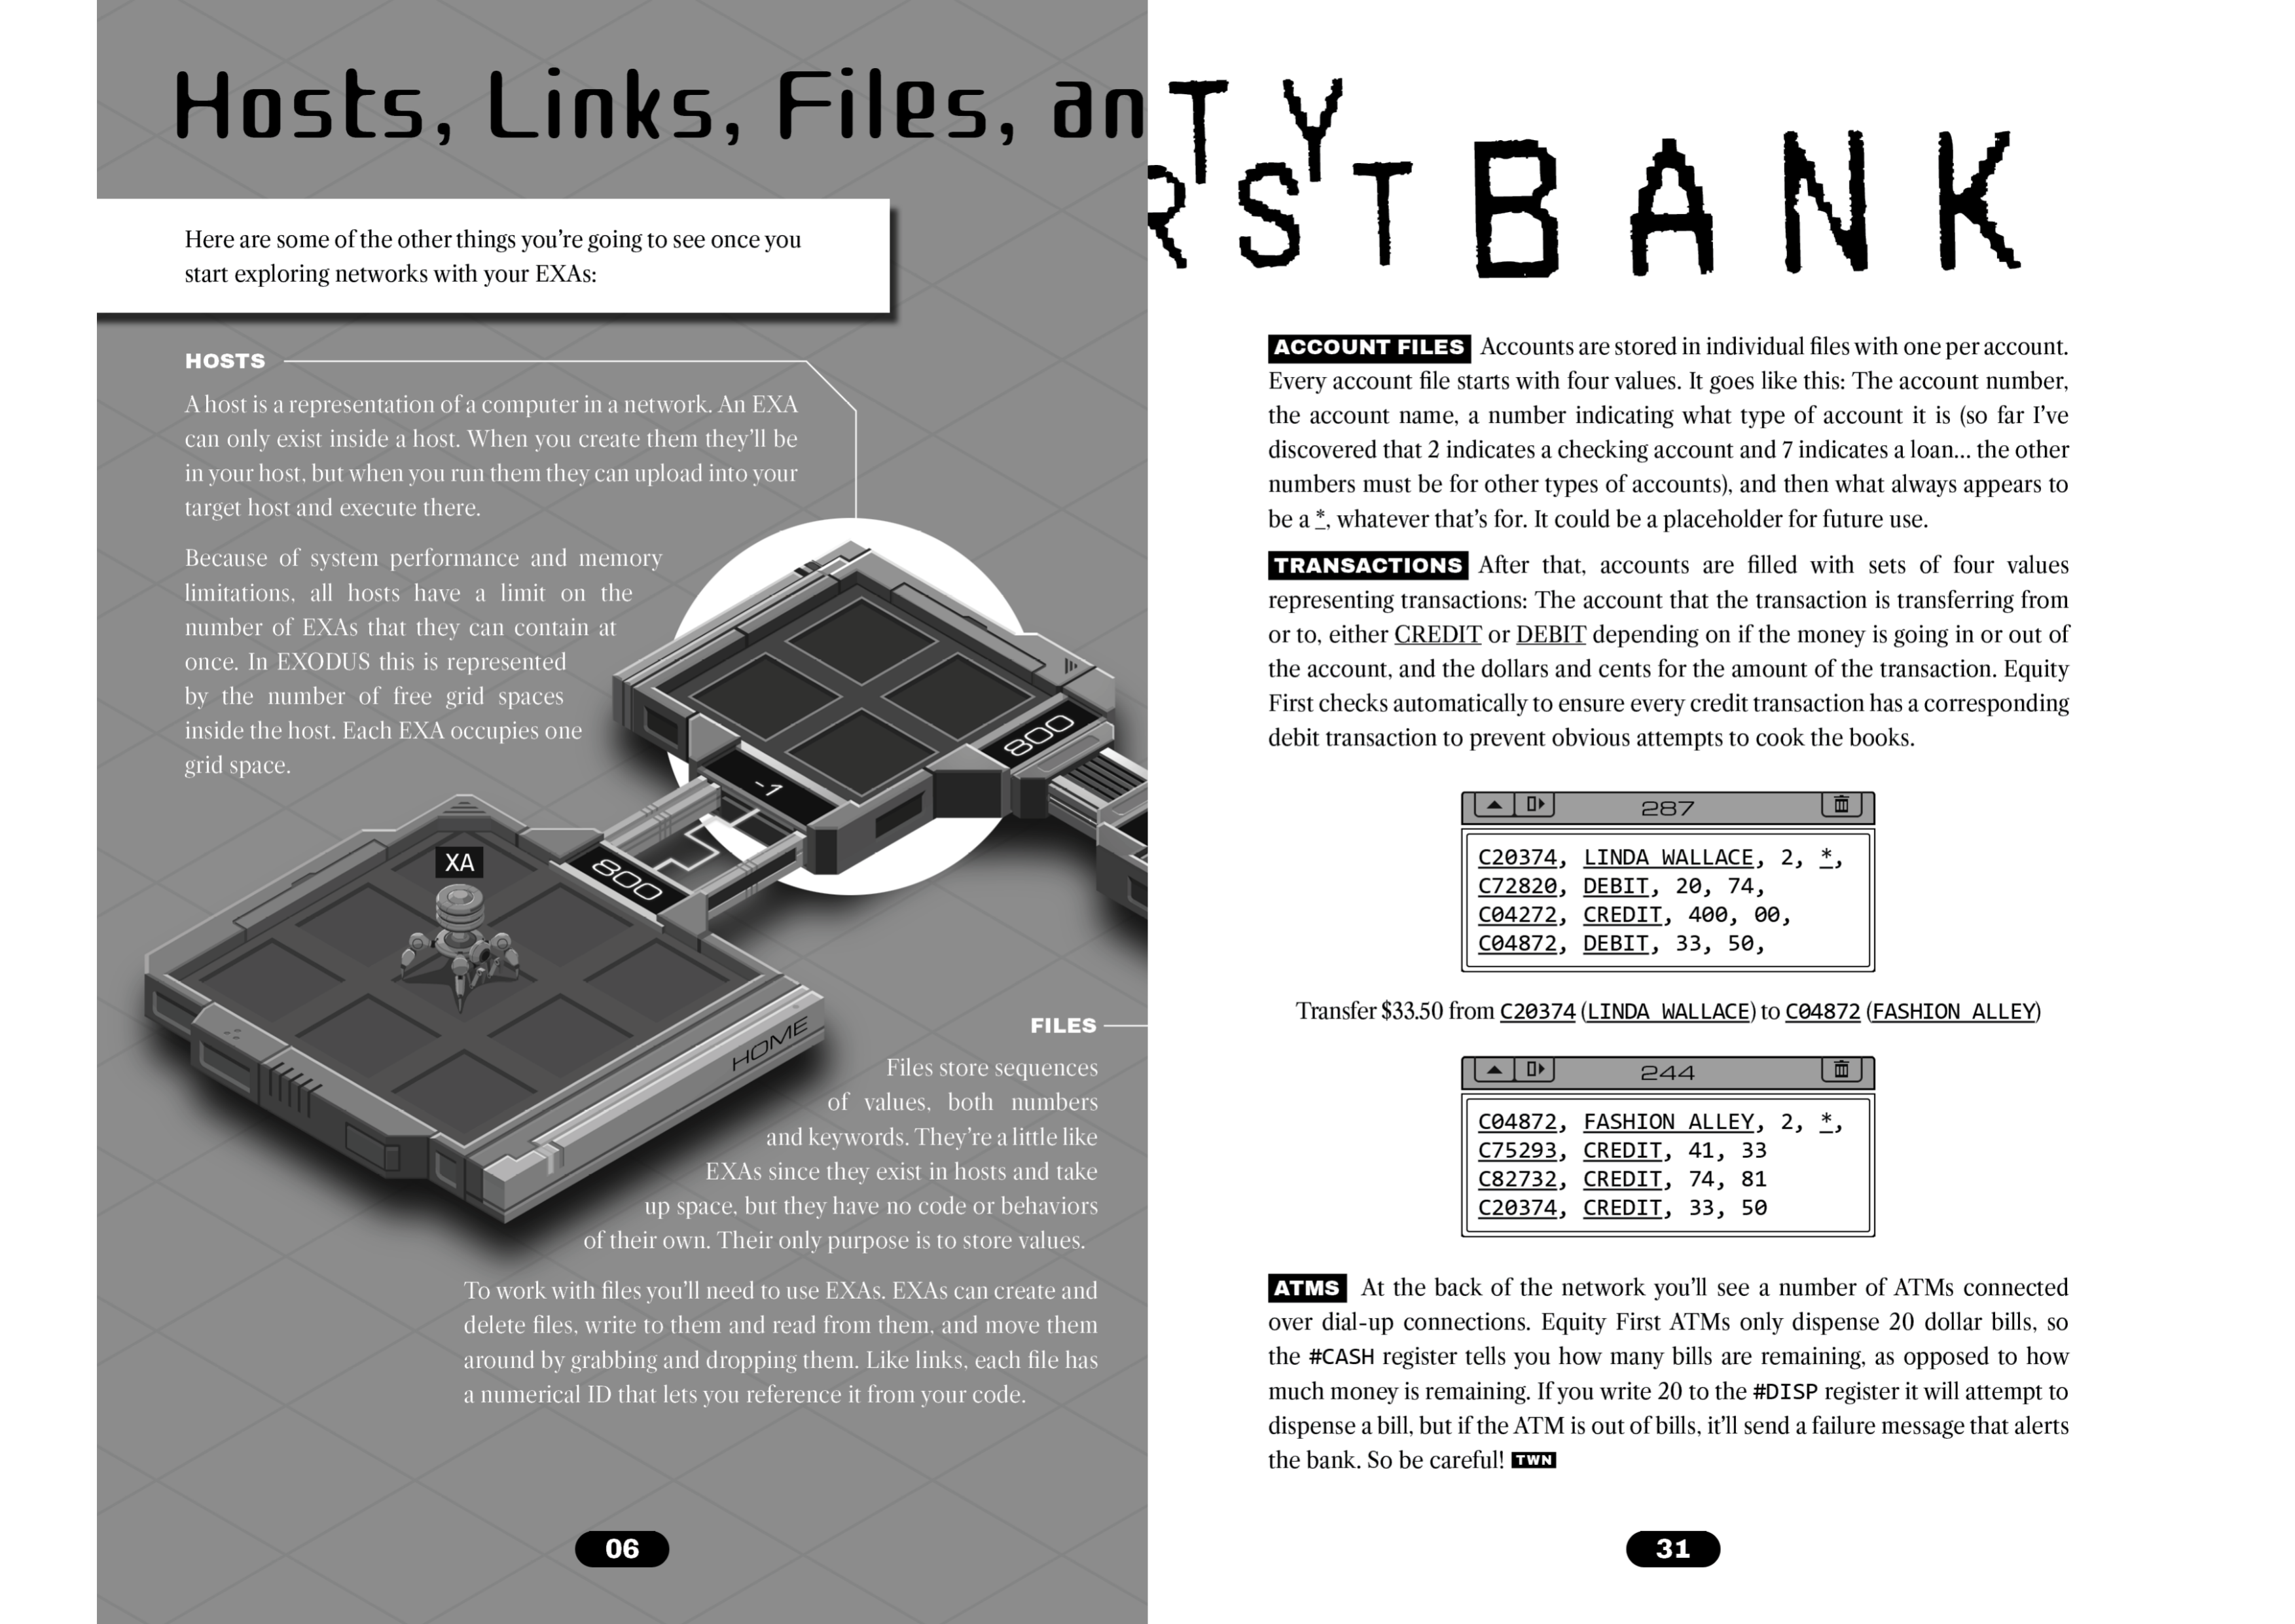 Hosts, Links, Files, an
Here are some of the other things you're going to see once you
start exploring networks with your EXAs:
HOSTS
A host is a representation of a computer in a network. An EXA
can only exist inside a host. When you create them they'll be
in your host, but when you run them they can upload into your
target host and execute there.
Because of system performance and memory
limitations, all hosts have a limit on the
number of EXAs that they can contain at
once. In EXODUS this is represented
by the number of free grid spaces
inside the host. Each EXA occupies one
grid space.
800
-1
800
XA
HOME
FILES
Files store sequences
of values, both numbers
and keywords. They're a little like
EXAs since they exist in hosts and take
up space, but they have no code or behaviors
of their own. Their only purpose is to store values.
To work with files you'll need to use EXAs. EXAs can create and
delete files, write to them and read from them, and move them
around by grabbing and dropping them. Like links, each file has
a numerical ID that lets you reference it from your code.
06
TY
RST BANK
ACCOUNT FILES Accounts are stored in individual files with one per account.
Every account file starts with four values. It goes like this: The account number,
the account name, a number indicating what type of account it is (so far I've
discovered that 2 indicates a checking account and 7 indicates a loan... the other
numbers must be for other types of accounts), and then what always appears to
be a *, whatever that's for. It could be a placeholder for future use.
TRANSACTIONS After that, accounts are filled with sets of four values
representing transactions: The account that the transaction is transferring from
or to, either CREDIT or DEBIT depending on if the money is going in or out of
the account, and the dollars and cents for the amount of the transaction. Equity
First checks automatically to ensure every credit transaction has a corresponding
debit transaction to prevent obvious attempts to cook the books.
287
C20374, LINDA WALLACE, 2, *,
C72820, DEBIT, 20, 74,
C04272, CREDIT, 400, 00,
C04872, DEBIT, 33, 50,
Transfer $33.50 from C20374 (LINDA WALLACE) to C04872 (FASHION ALLEY)
244
C04872, FASHION ALLEY, 2, *,
C75293, CREDIT, 41, 33
C82732, CREDIT, 74, 81
C20374, CREDIT, 33, 50
ATMS At the back of the network you'll see a number of ATMs connected
over dial-up connections. Equity First ATMs only dispense 20 dollar bills, so
the #CASH register tells you how many bills are remaining, as opposed to how
much money is remaining. If you write 20 to the #DISP register it will attempt to
dispense a bill, but if the ATM is out of bills, it'll send a failure message that alerts
the bank. So be careful! TWN
31